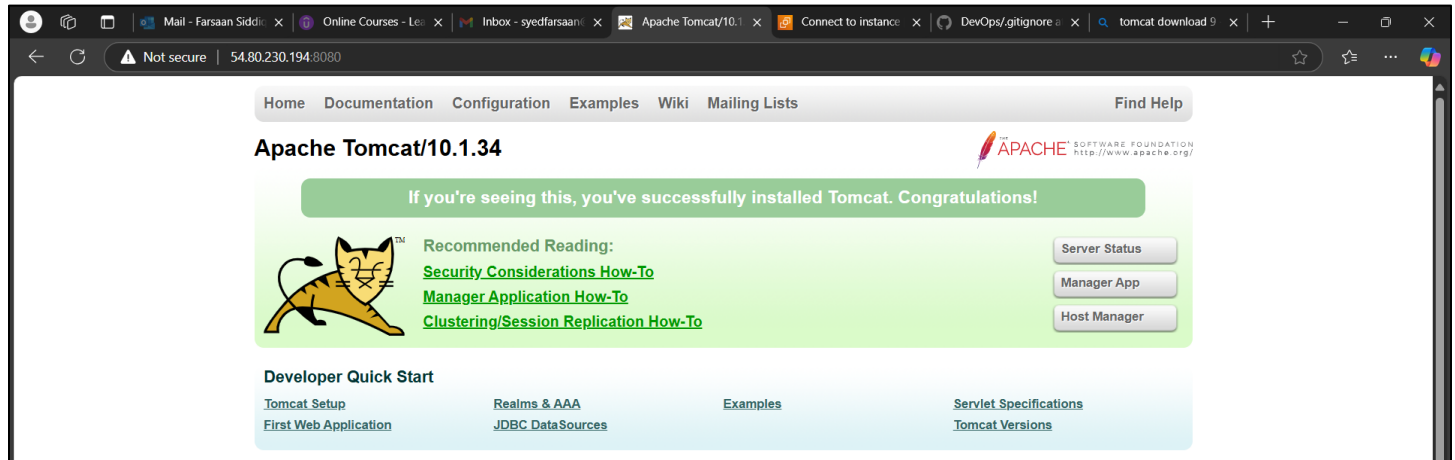 Mail - Farsaan Siddic
Online Courses - Lea
Inbox - syedfarsaan
Apache Tomcat/10.1
Connect to instance
DevOps/.gitignore a
tomcat download 9
Not secure | 54.80.230.194:8080
Home Documentation Configuration Examples Wiki Mailing Lists Find Help
Apache Tomcat/10.1.34
THE APACHE SOFTWARE FOUNDATION
http://www.apache.org/
If you're seeing this, you've successfully installed Tomcat. Congratulations!
TM
Recommended Reading:
Security Considerations How-To
Manager Application How-To
Clustering/Session Replication How-To
Server Status
Manager App
Host Manager
Developer Quick Start
Tomcat Setup
First Web Application
Realms & AAA
JDBC DataSources
Examples
Servlet Specifications
Tomcat Versions